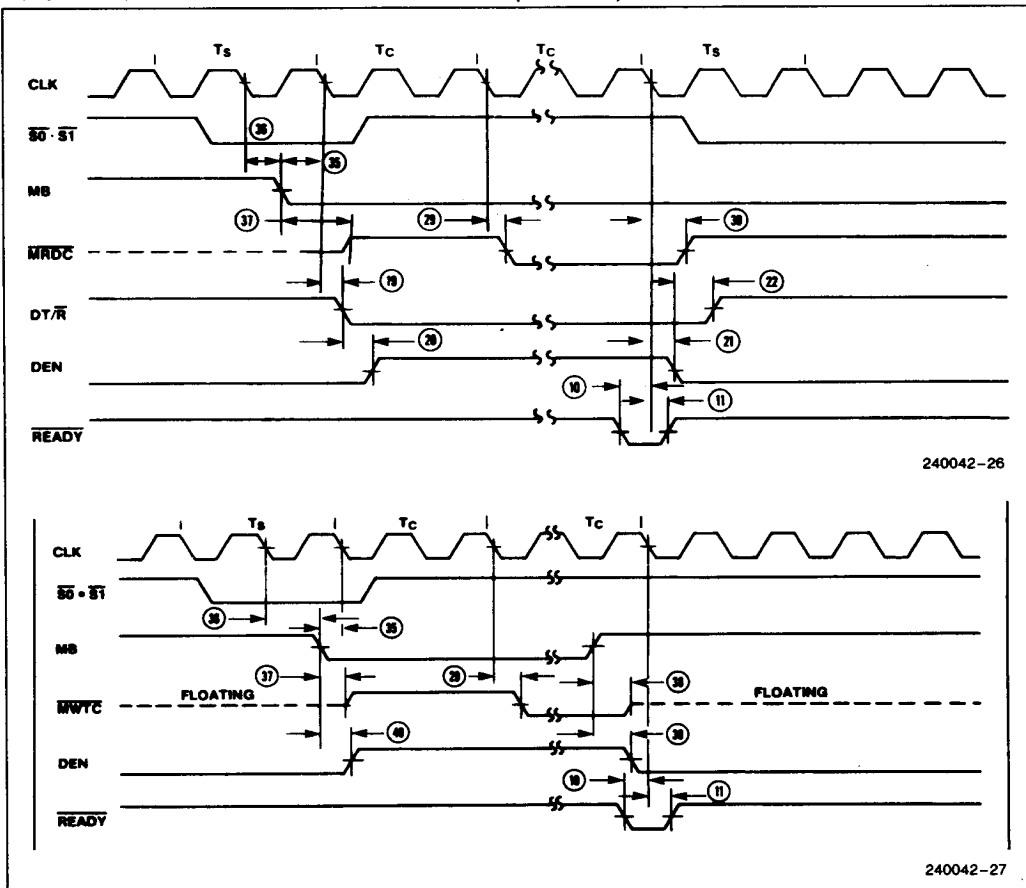 TS TC TC TS
CLK
S0 · S1
36
35
MB
37 29 30
MRDC
19 22
DT/R
20 21
DEN
10 11
READY
240042-26
TS TC TC
CLK
S0 • S1
36 35
MB
37 29 38
FLOATING FLOATING
MWTC
40 38
DEN
10 11
READY
240042-27